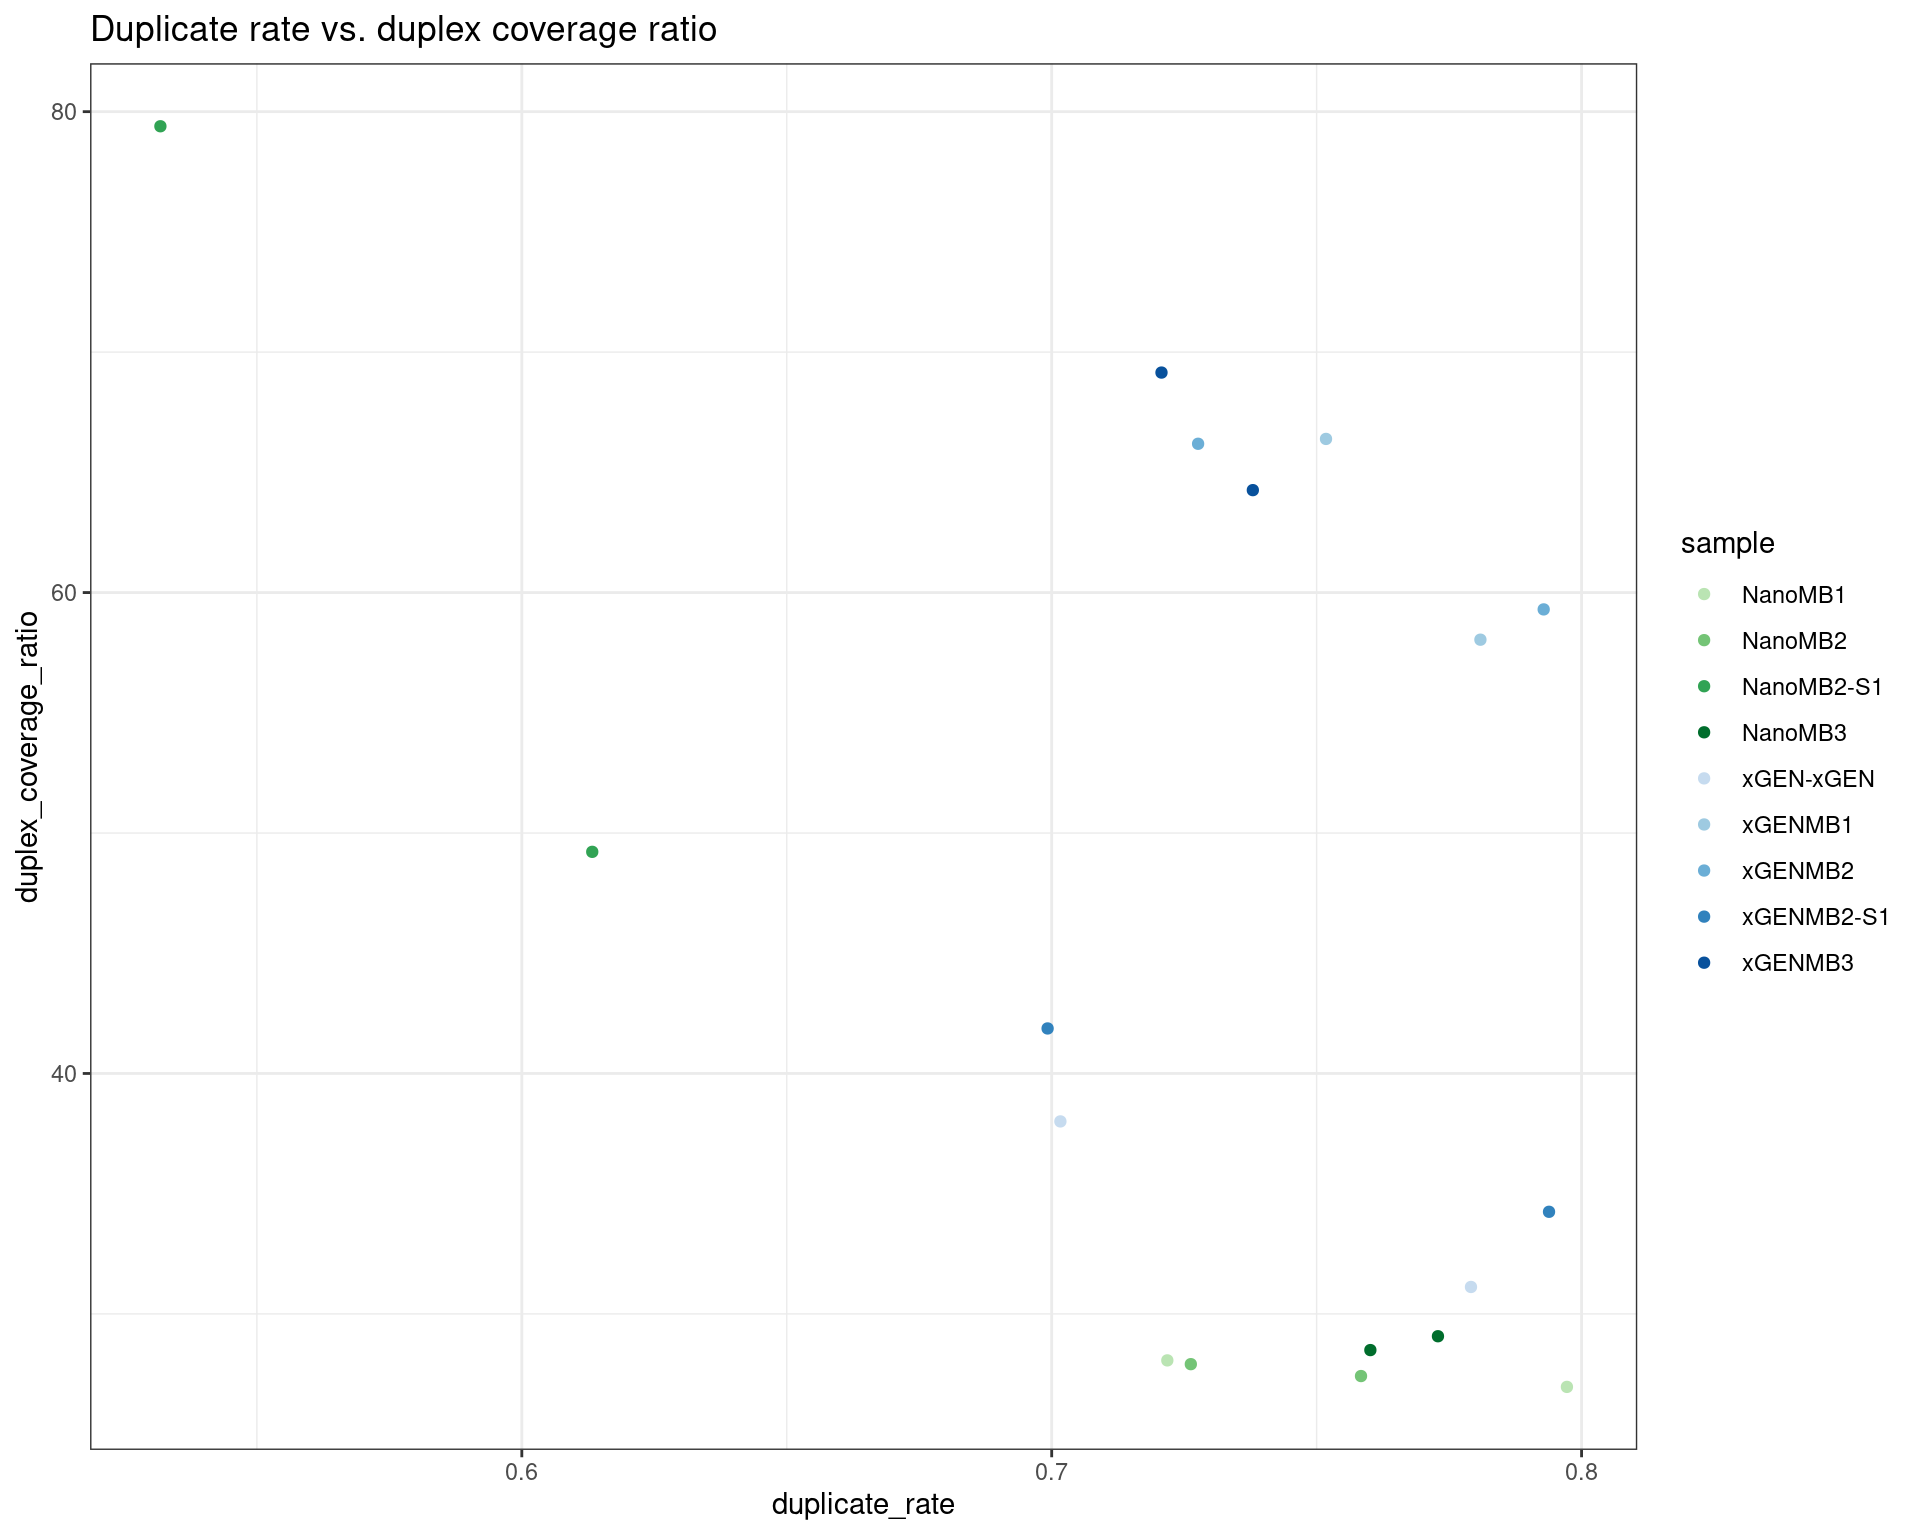 Duplicate rate vs. duplex coverage ratio
80
60
40
duplex_coverage_ratio
0.6
0.7
0.8
duplicate_rate
sample
NanoMB1
NanoMB2
NanoMB2-S1
NanoMB3
xGEN-xGEN
xGENMB1
xGENMB2
xGENMB2-S1
xGENMB3